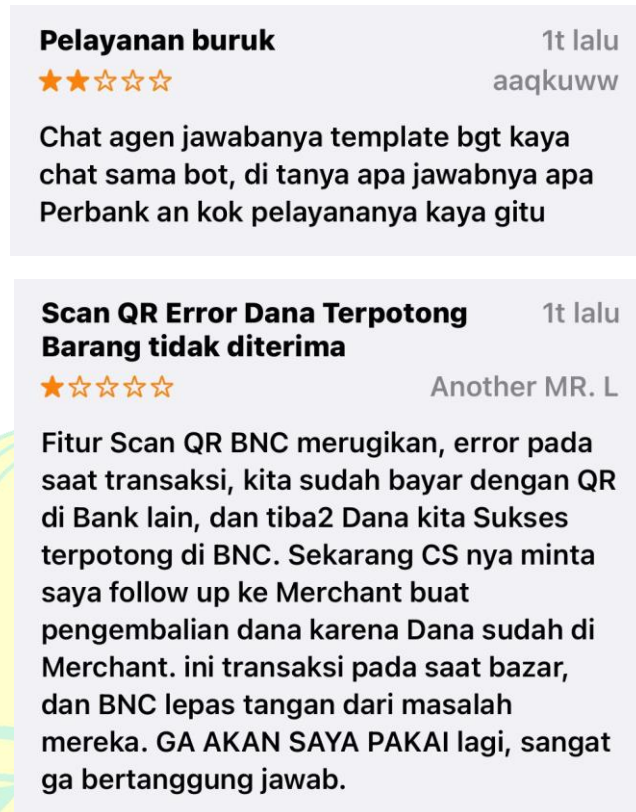 Pelayanan buruk 1t lalu
★★☆☆☆ aaqkuww
Chat agen jawabanya template bgt kaya
chat sama bot, di tanya apa jawabnya apa
Perbank an kok pelayananya kaya gitu
Scan QR Error Dana Terpotong 1t lalu
Barang tidak diterima
★☆☆☆☆ Another MR. L
Fitur Scan QR BNC merugikan, error pada
saat transaksi, kita sudah bayar dengan QR
di Bank lain, dan tiba2 Dana kita Sukses
terpotong di BNC. Sekarang CS nya minta
saya follow up ke Merchant buat
pengembalian dana karena Dana sudah di
Merchant. ini transaksi pada saat bazar,
dan BNC lepas tangan dari masalah
mereka. GA AKAN SAYA PAKAI lagi, sangat
ga bertanggung jawab.